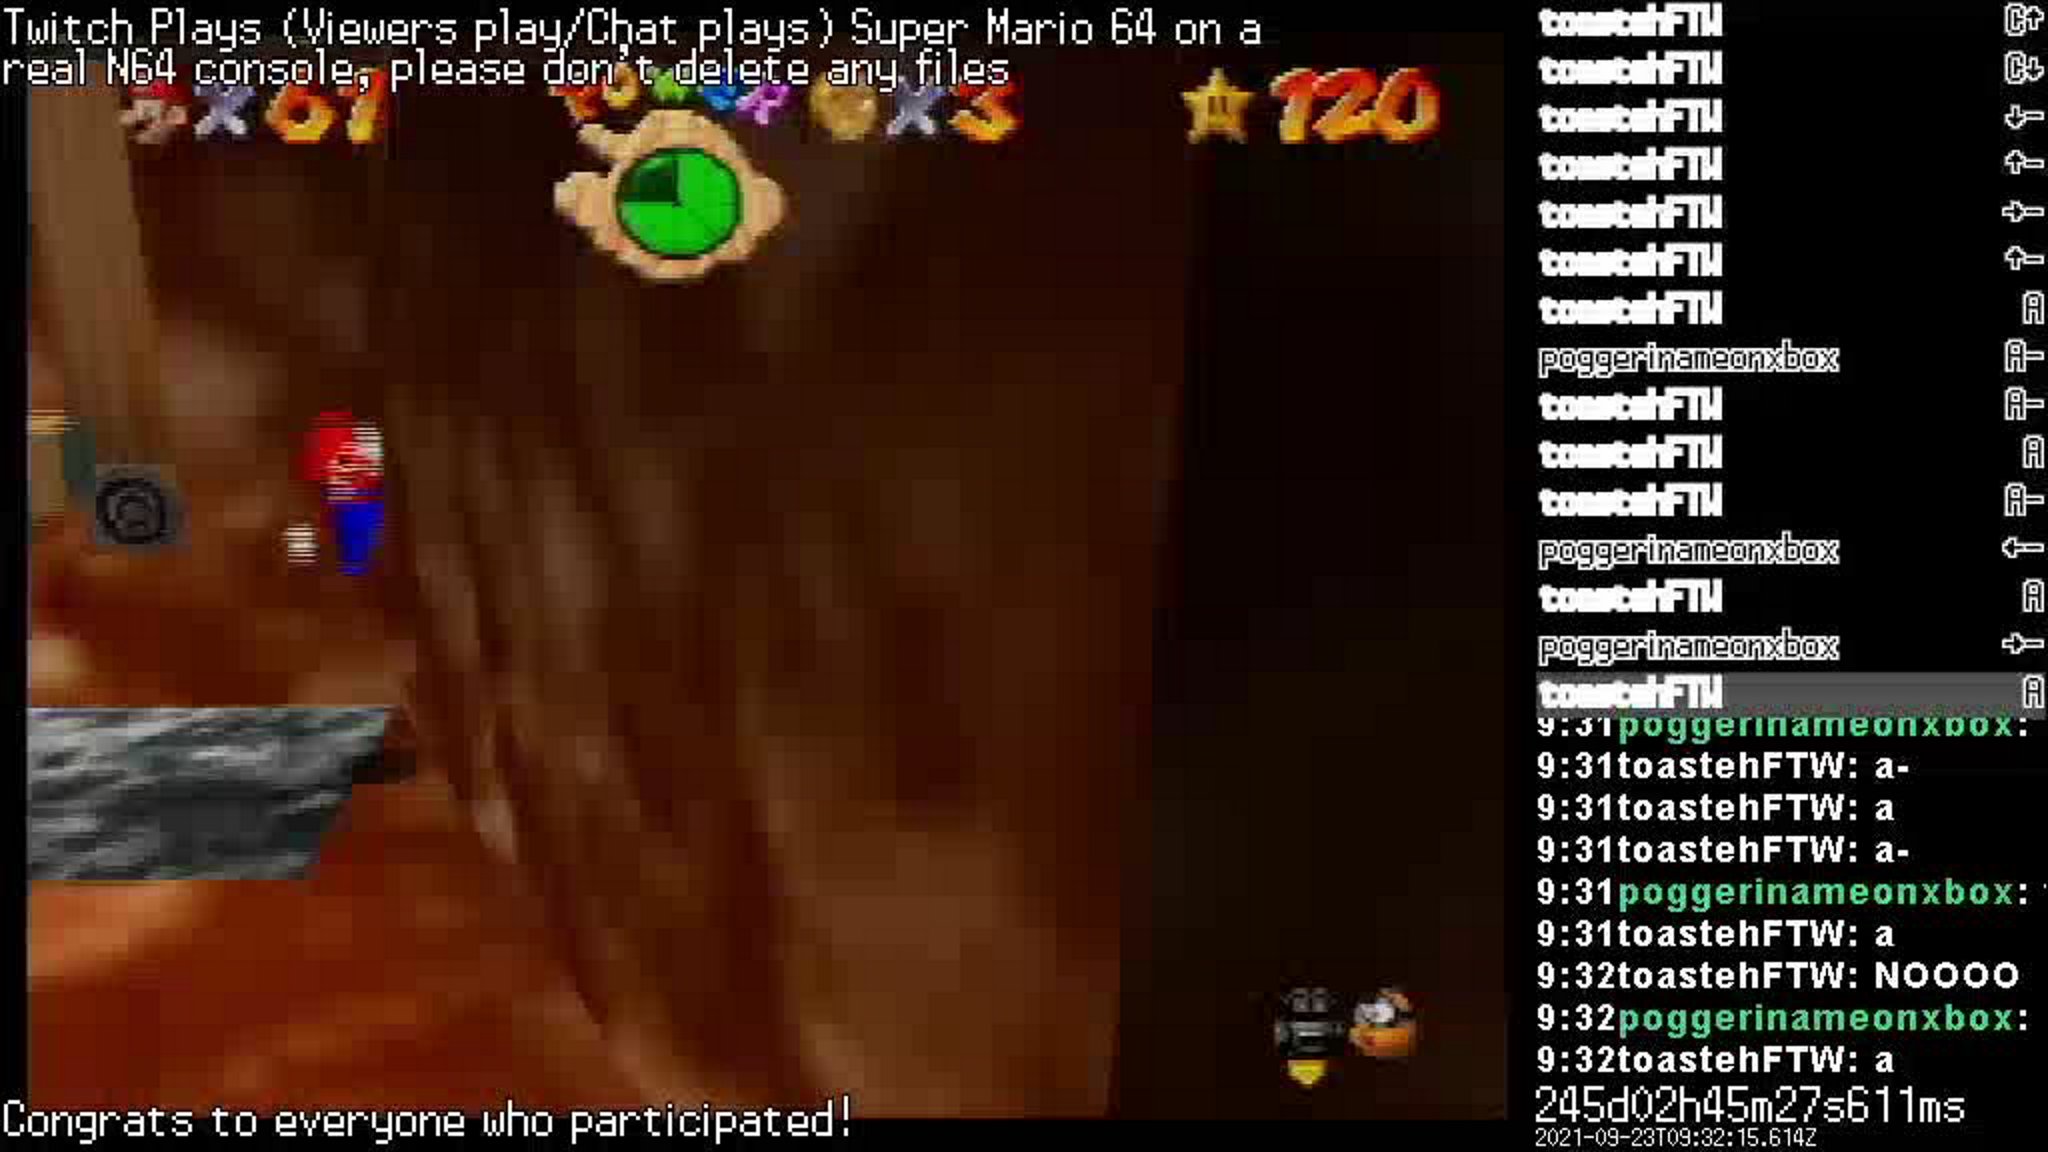 Twitch Plays (Viewers play/Chat plays) Super Mario 64 on a
real N64 console, please don't delete any files
POWER
X 3
120
Congrats to everyone who participated!
toastehFTW C↑
toastehFTW C↓
toastehFTW ↓-
toastehFTW ↑-
toastehFTW →-
toastehFTW ↑-
toastehFTW A
poggerinameonxbox A-
toastehFTW A-
toastehFTW A
toastehFTW A-
poggerinameonxbox ←-
toastehFTW A
poggerinameonxbox →-
toastehFTW A
9:31poggerinameonxbox:
9:31toastehFTW: a-
9:31toastehFTW: a
9:31toastehFTW: a-
9:31poggerinameonxbox:
9:31toastehFTW: a
9:32toastehFTW: NOOOO
9:32poggerinameonxbox:
9:32toastehFTW: a
245d02h45m27s611ms
2021-09-23T09:32:15.614Z